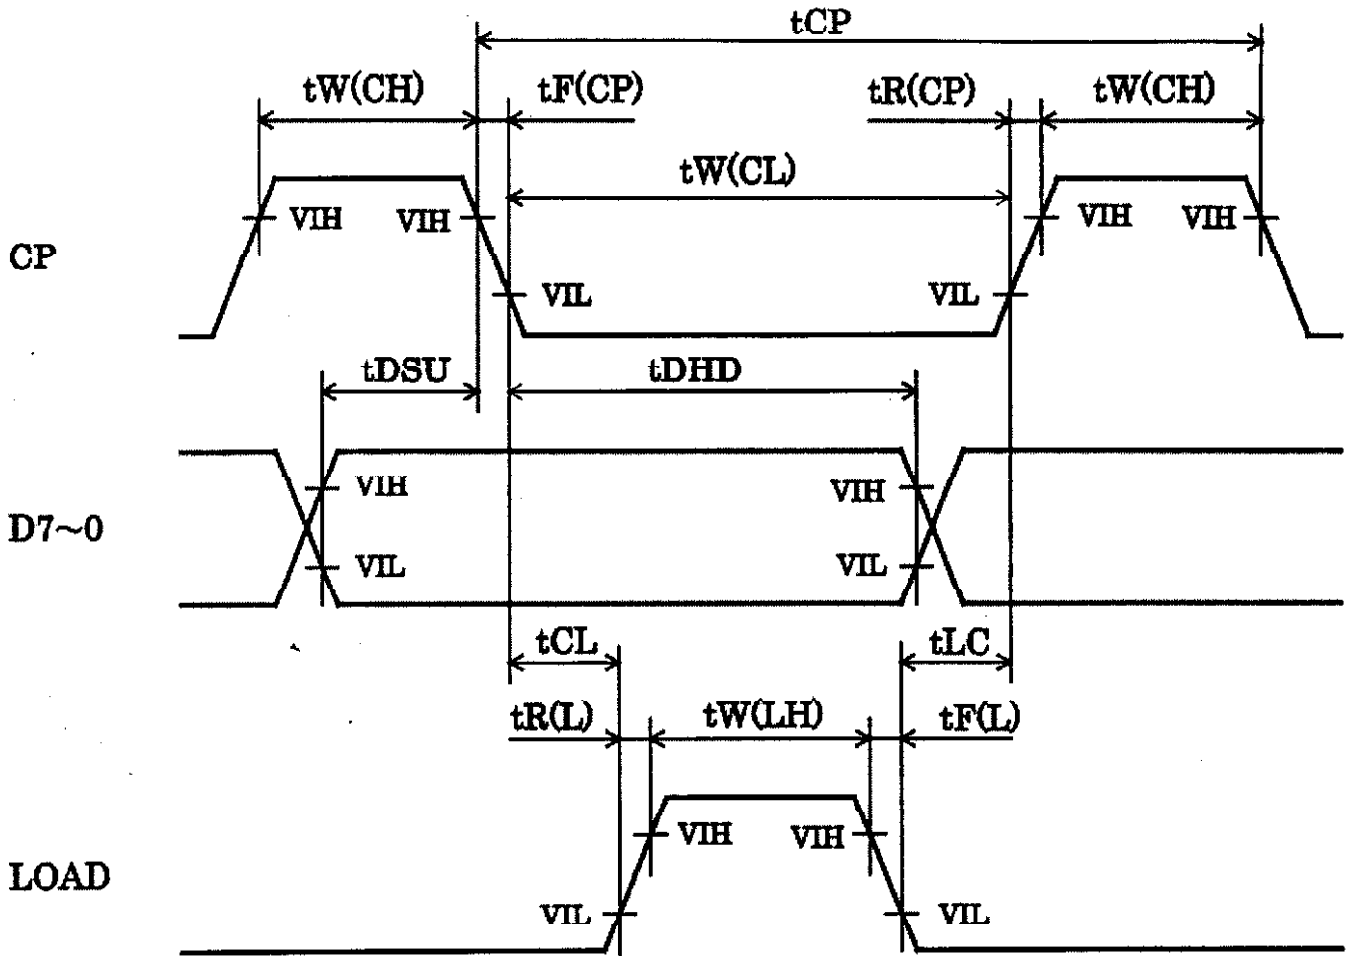 tCP
tW(CH) tF(CP) tR(CP) tW(CH)
tW(CL)
CP VIH VIH VIH VIH
VIL VIL
tDSU tDHD
D7~0 VIH VIH
VIL VIL
tCL tLC
tR(L) tW(LH) tF(L)
LOAD VIH VIH
VIL VIL